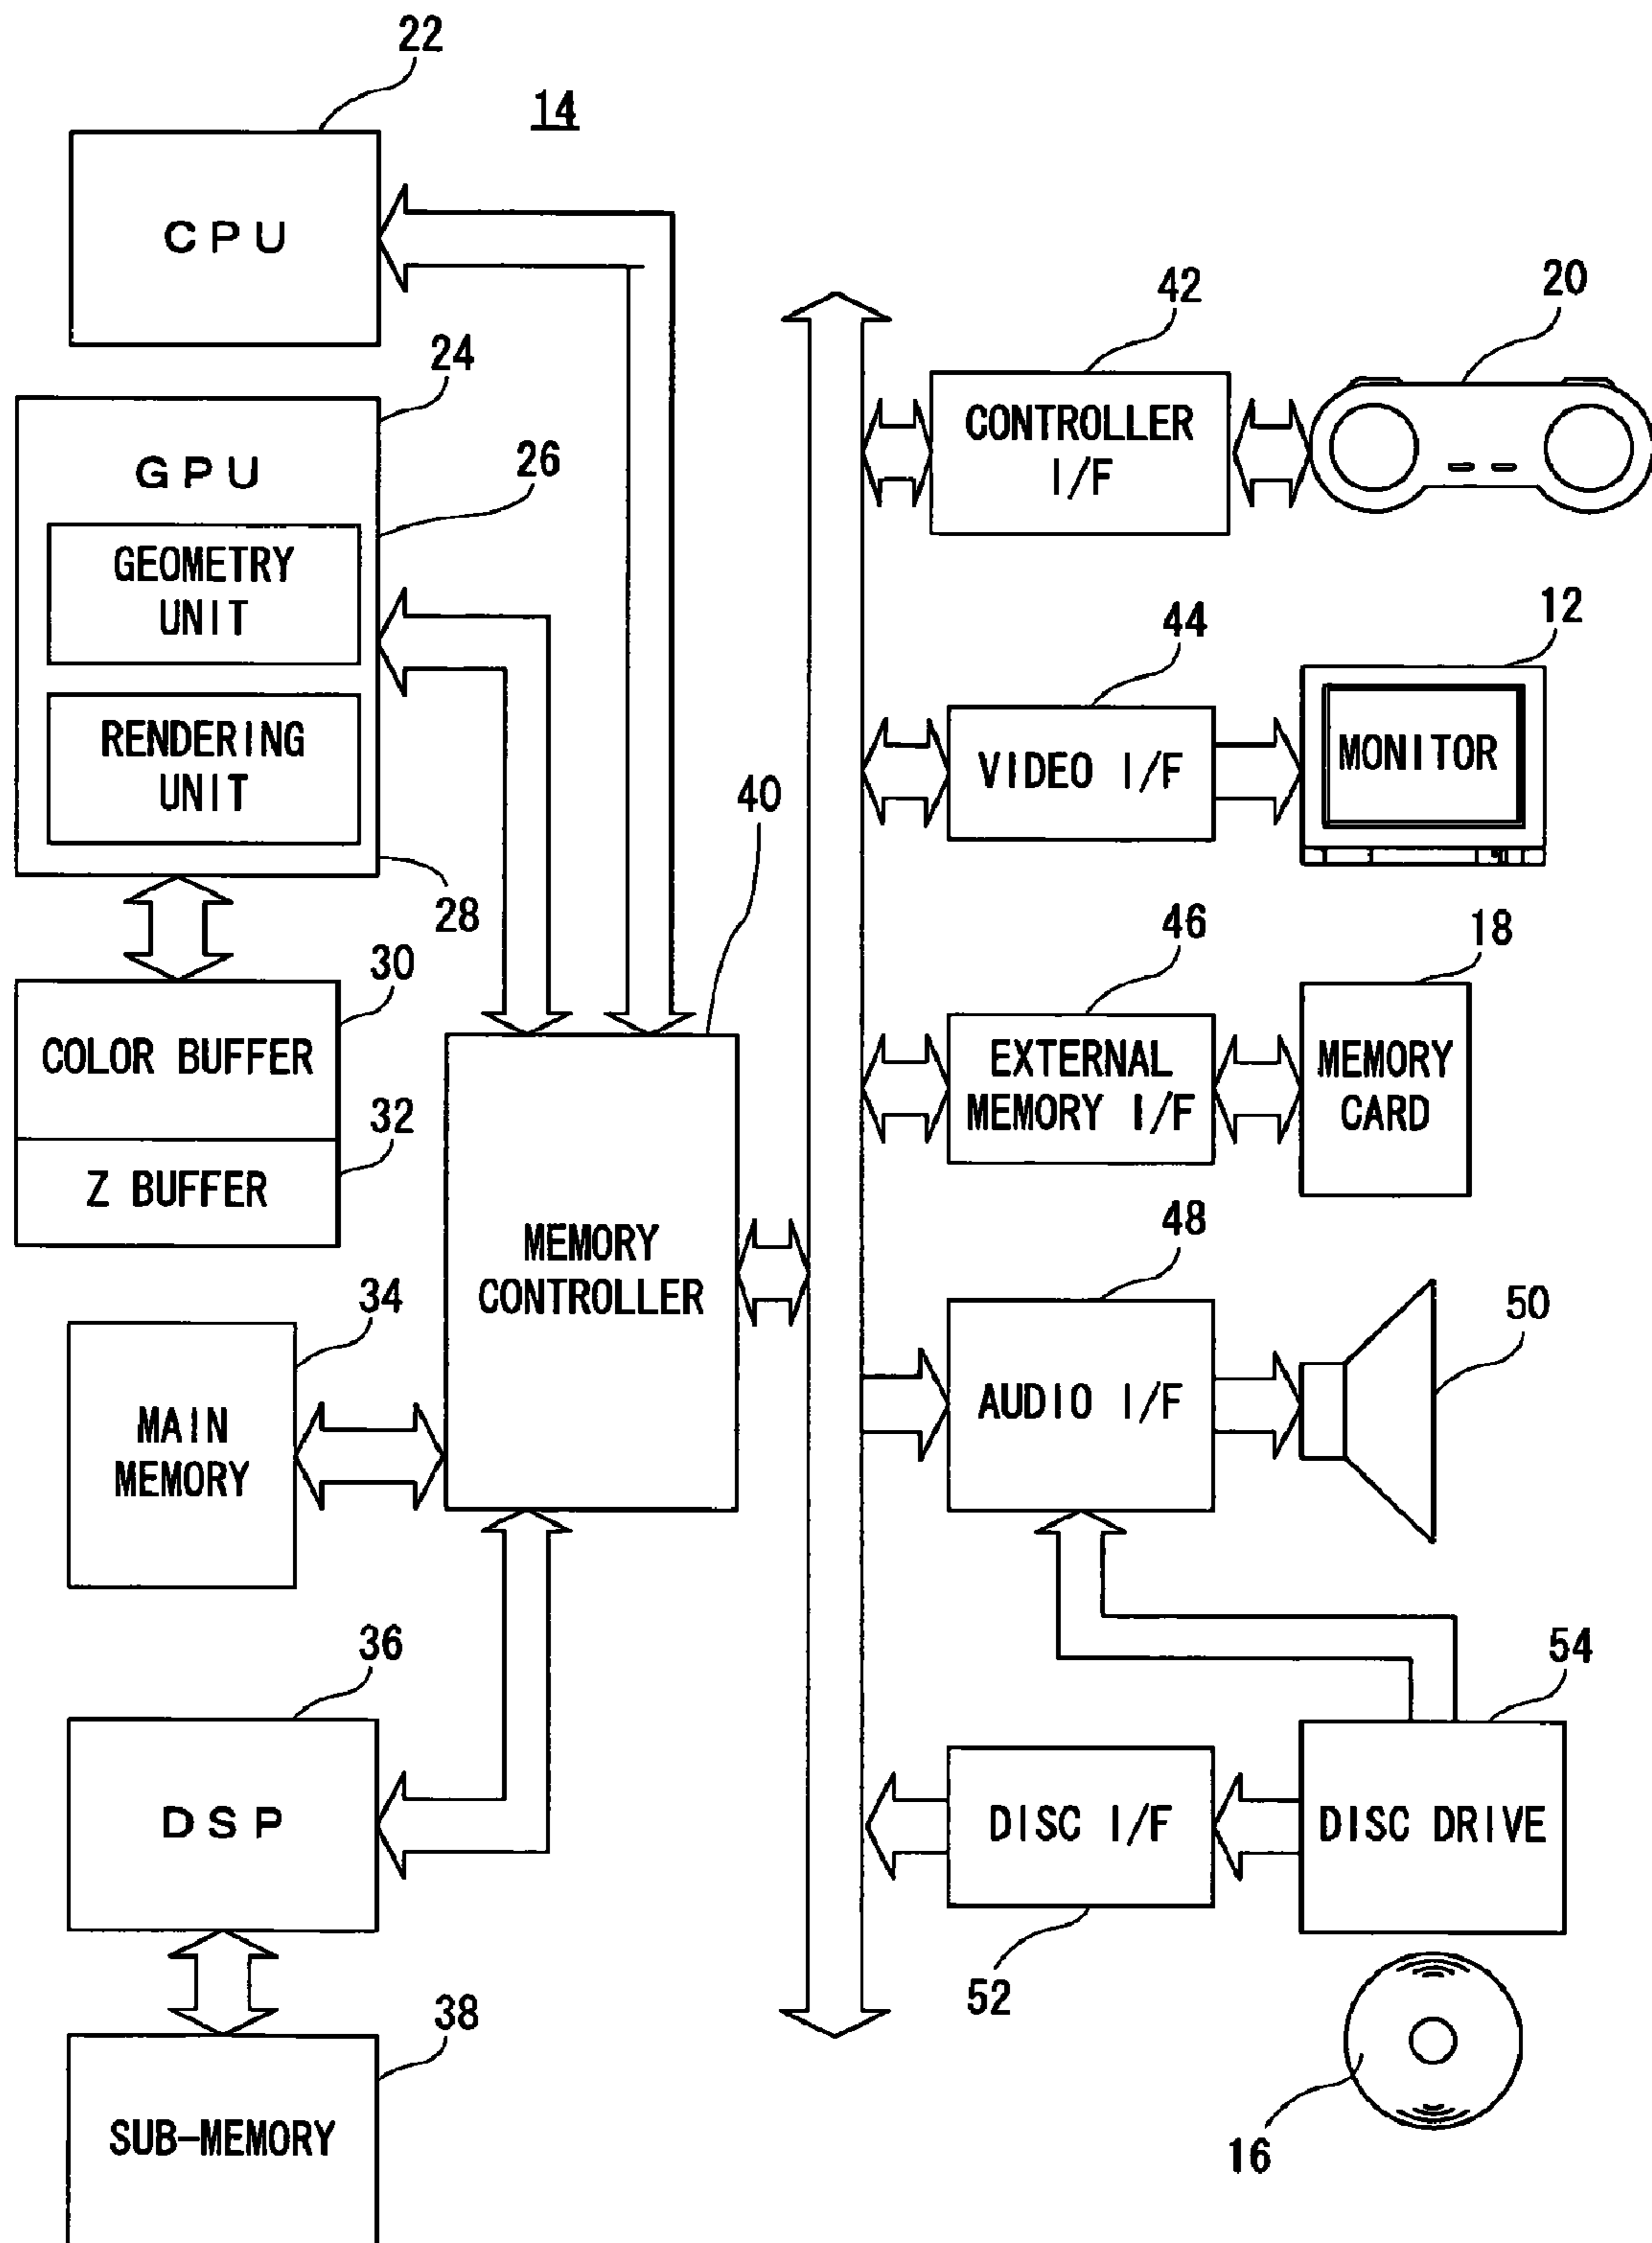 22
14
CPU
24
GPU
26
GEOMETRY
UNIT
RENDERING
UNIT
28
30
COLOR BUFFER
32
Z BUFFER
34
MAIN
MEMORY
36
DSP
38
SUB-MEMORY
40
MEMORY
CONTROLLER
42
CONTROLLER
I/F
20
44
VIDEO I/F
12
MONITOR
46
EXTERNAL
MEMORY I/F
18
MEMORY
CARD
48
AUDIO I/F
50
54
DISC I/F
DISC DRIVE
52
16